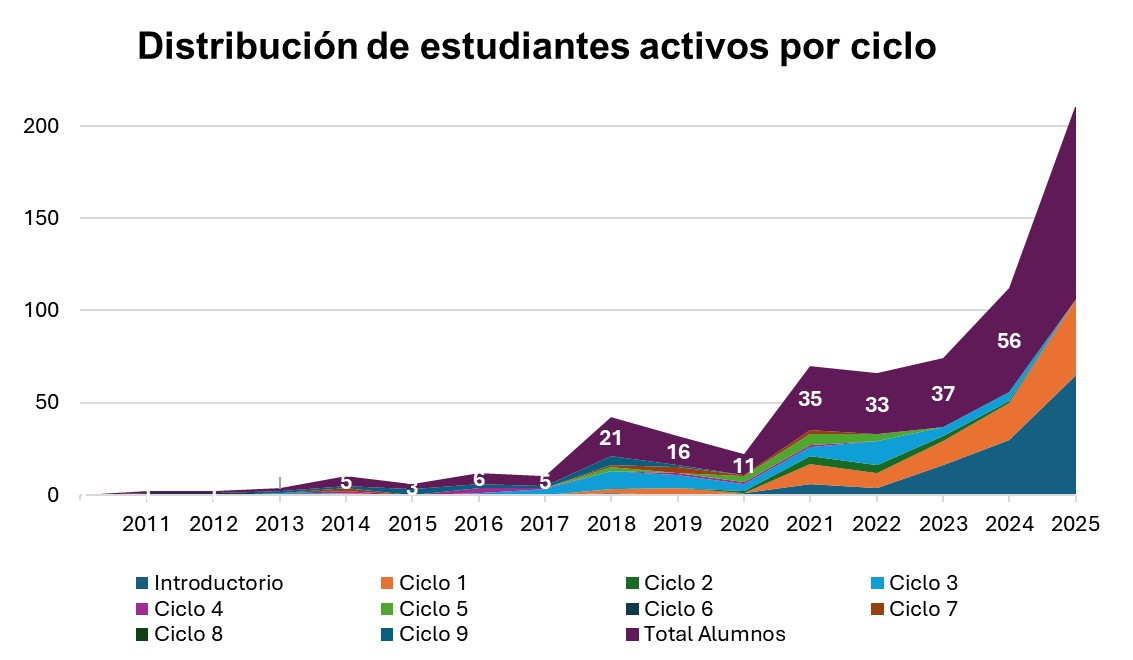 Distribución de estudiantes activos por ciclo
200
150
100
50
0
1 1 5 3 6 5 21 16 11 35 33 37 56
2011 2012 2013 2014 2015 2016 2017 2018 2019 2020 2021 2022 2023 2024 2025
Introductorio Ciclo 1 Ciclo 2 Ciclo 3
Ciclo 4 Ciclo 5 Ciclo 6 Ciclo 7
Ciclo 8 Ciclo 9 Total Alumnos